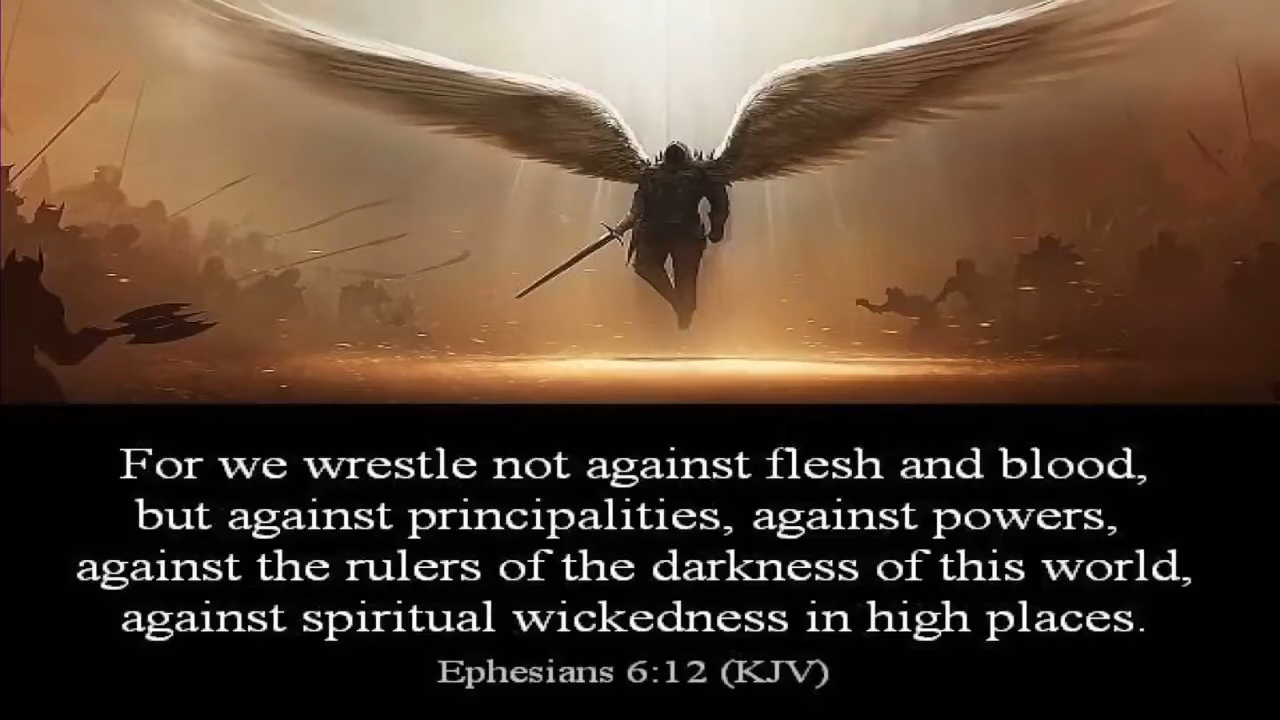 For we wrestle not against flesh and blood,
but against principalities, against powers,
against the rulers of the darkness of this world,
against spiritual wickedness in high places.
Ephesians 6:12 (KJV)